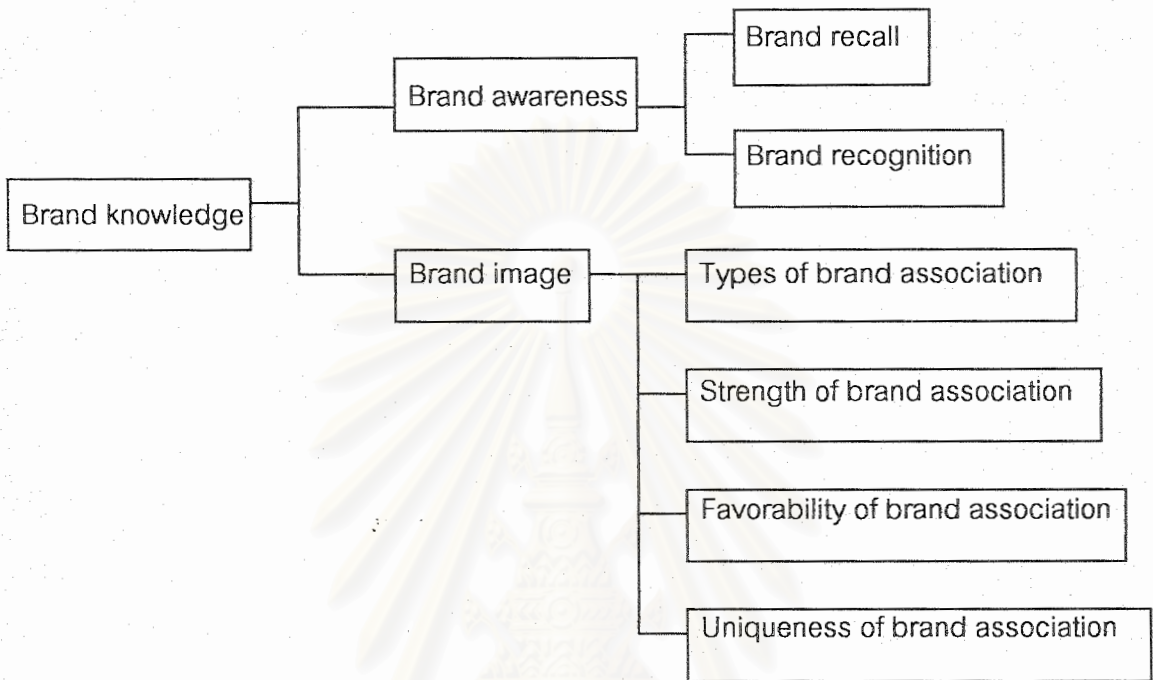 Brand recall
Brand awareness
Brand recognition
Brand knowledge
Brand image
Types of brand association
Strength of brand association
Favorability of brand association
Uniqueness of brand association